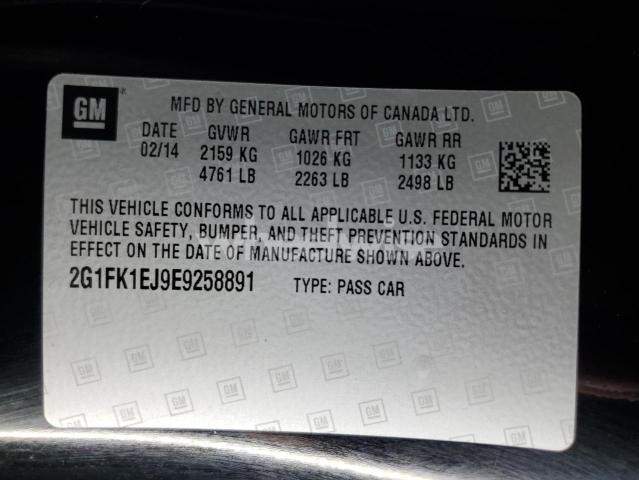 GM
MFD BY GENERAL MOTORS OF CANADA LTD.
DATE GVWR GAWR FRT GAWR RR
02/14 2159 KG 1026 KG 1133 KG
4761 LB 2263 LB 2498 LB
THIS VEHICLE CONFORMS TO ALL APPLICABLE U.S. FEDERAL MOTOR
VEHICLE SAFETY, BUMPER, AND THEFT PREVENTION STANDARDS IN
EFFECT ON THE DATE OF MANUFACTURE SHOWN ABOVE.
2G1FK1EJ9E9258891 TYPE: PASS CAR